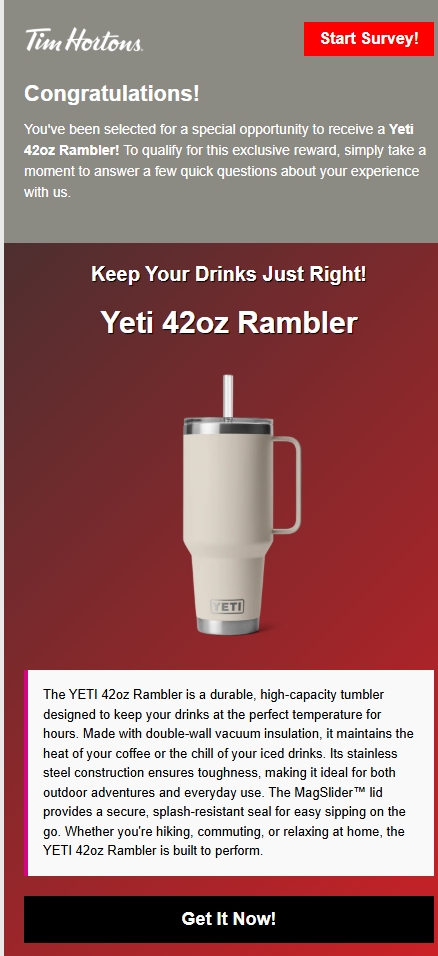 Tim Hortons.
Start Survey!
Congratulations!
You've been selected for a special opportunity to receive a Yeti
42oz Rambler! To qualify for this exclusive reward, simply take a
moment to answer a few quick questions about your experience
with us.
Keep Your Drinks Just Right!
Yeti 42oz Rambler
YETI
The YETI 42oz Rambler is a durable, high-capacity tumbler
designed to keep your drinks at the perfect temperature for
hours. Made with double-wall vacuum insulation, it maintains the
heat of your coffee or the chill of your iced drinks. Its stainless
steel construction ensures toughness, making it ideal for both
outdoor adventures and everyday use. The MagSlider™ lid
provides a secure, splash-resistant seal for easy sipping on the
go. Whether you're hiking, commuting, or relaxing at home, the
YETI 42oz Rambler is built to perform.
Get It Now!